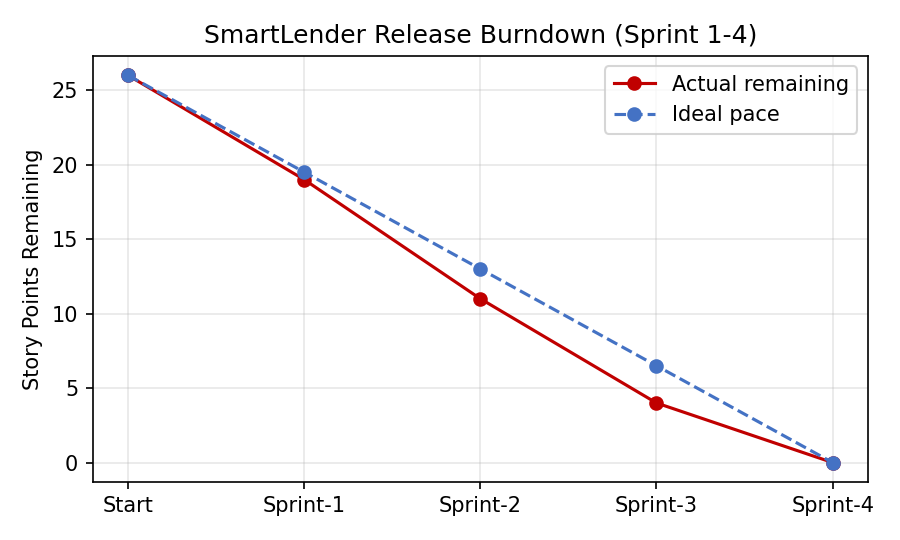 SmartLender Release Burndown (Sprint 1-4)
Actual remaining
Ideal pace
Story Points Remaining
25
20
15
10
5
0
Start
Sprint-1
Sprint-2
Sprint-3
Sprint-4